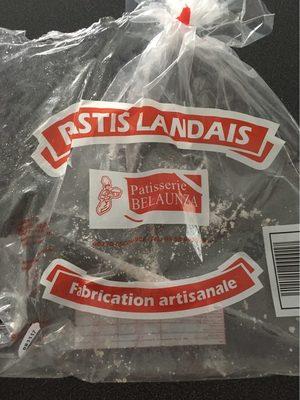 PASTIS LANDAIS
Patisserie
BELAUNZA
Fabrication artisanale